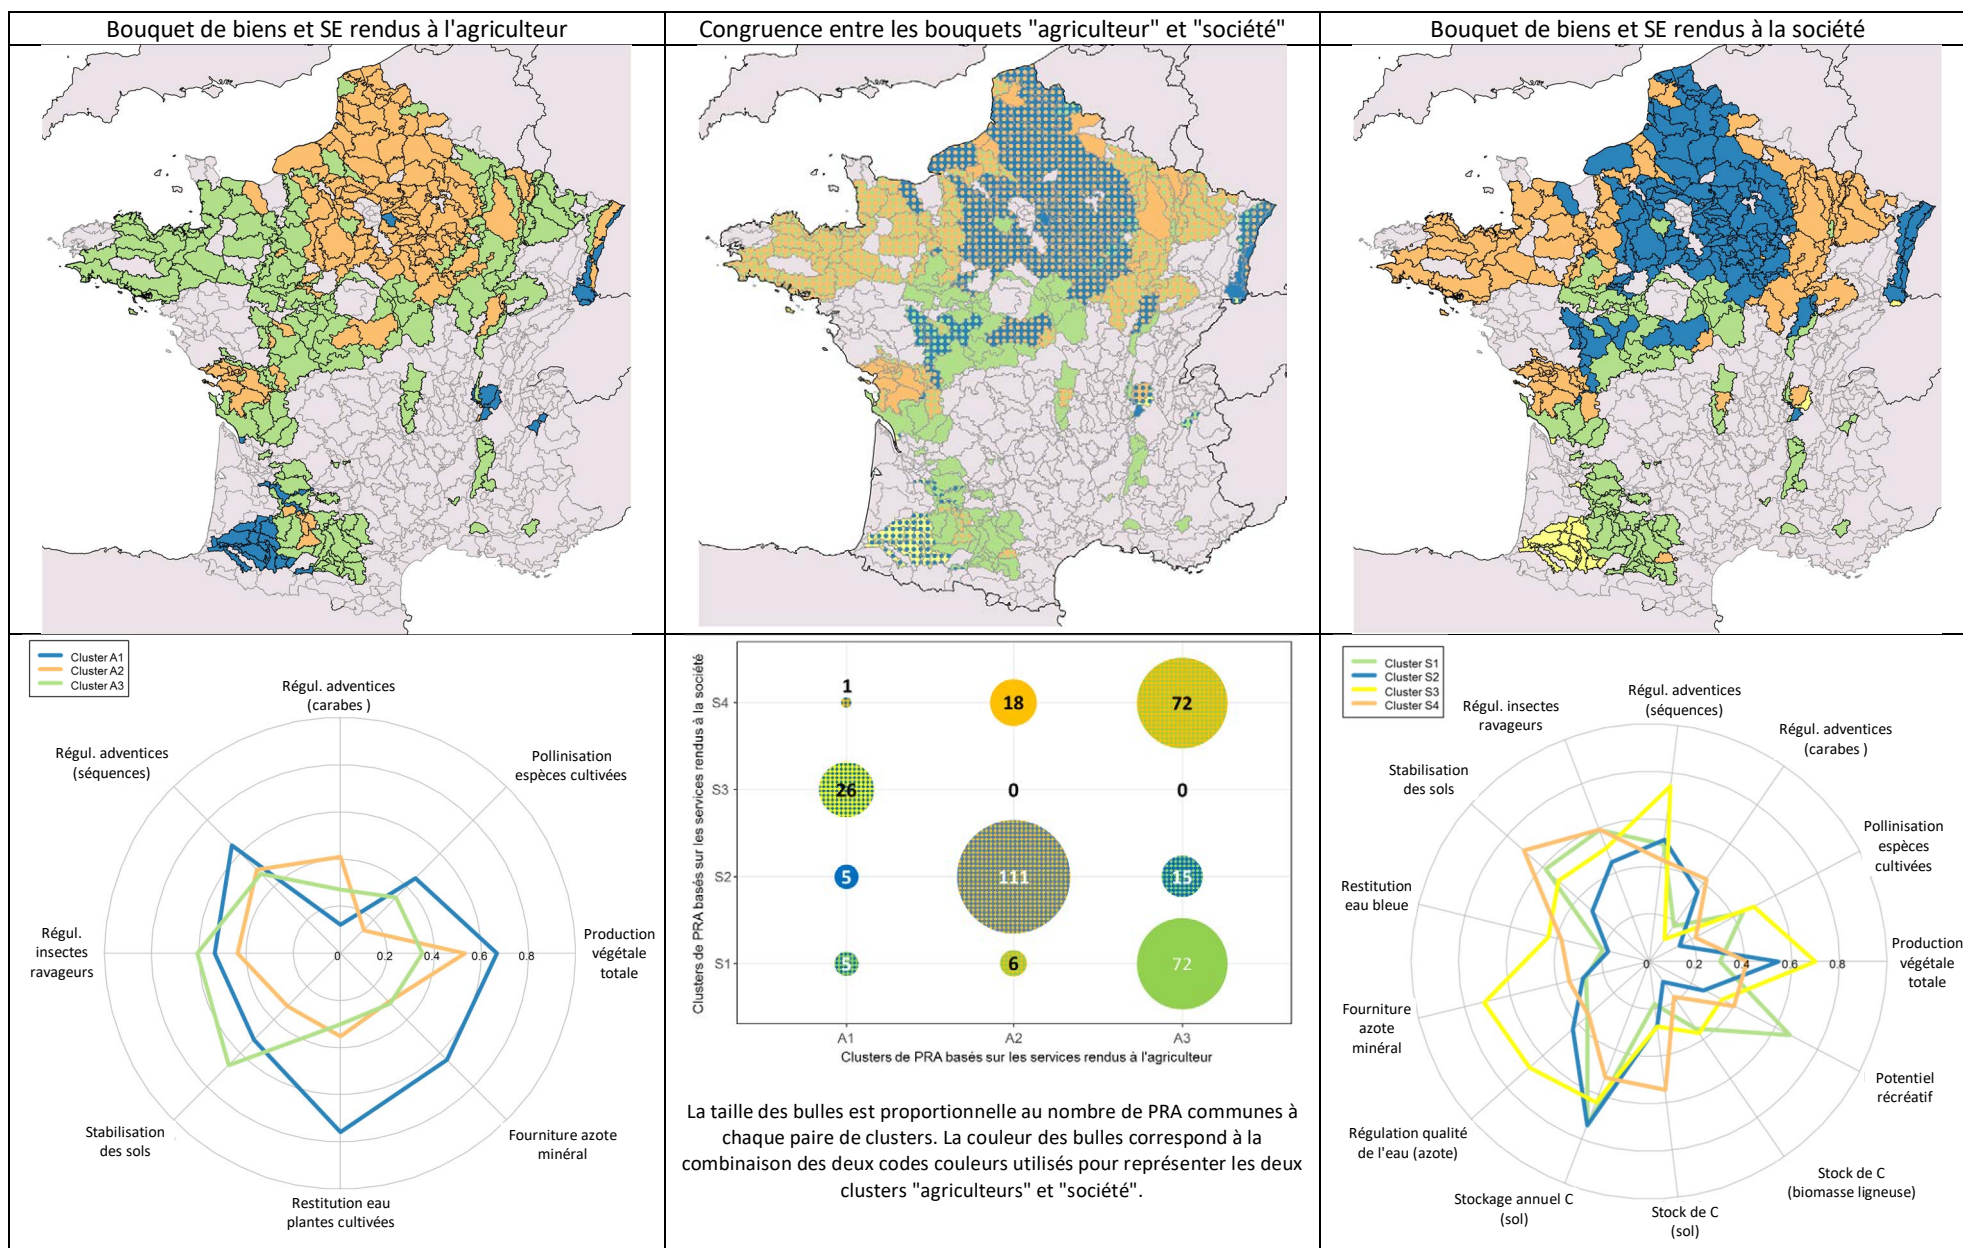 Bouquet de biens et SE rendus à l'agriculteur
Congruence entre les bouquets "agriculteur" et "société"
Bouquet de biens et SE rendus à la société
Cluster A1
Cluster A2
Cluster A3
Régul. adventices
(carabes )
Régul. adventices
(séquences)
Pollinisation
espèces cultivées
Régul.
insectes
ravageurs
0
0.2
0.4
0.6
0.8
Production
végétale
totale
Stabilisation
des sols
Fourniture azote
minéral
Restitution eau
plantes cultivées
Clusters de PRA basés sur les services rendus à la société
S4
S3
S2
S1
1
18
72
26
0
0
5
111
15
5
6
72
A1
A2
A3
Clusters de PRA basés sur les services rendus à l'agriculteur
La taille des bulles est proportionnelle au nombre de PRA communes à
chaque paire de clusters. La couleur des bulles correspond à la
combinaison des deux codes couleurs utilisés pour représenter les deux
clusters "agriculteurs" et "société".
Cluster S1
Cluster S2
Cluster S3
Cluster S4
Régul. adventices
(séquences)
Régul. insectes
ravageurs
Régul. adventices
(carabes )
Stabilisation
des sols
Pollinisation
espèces
cultivées
Restitution
eau bleue
0
0.2
0.4
0.6
0.8
Production
végétale
totale
Fourniture
azote
minéral
Potentiel
récréatif
Régulation qualité
de l'eau (azote)
Stock de C
(biomasse ligneuse)
Stockage annuel C
(sol)
Stock de C
(sol)